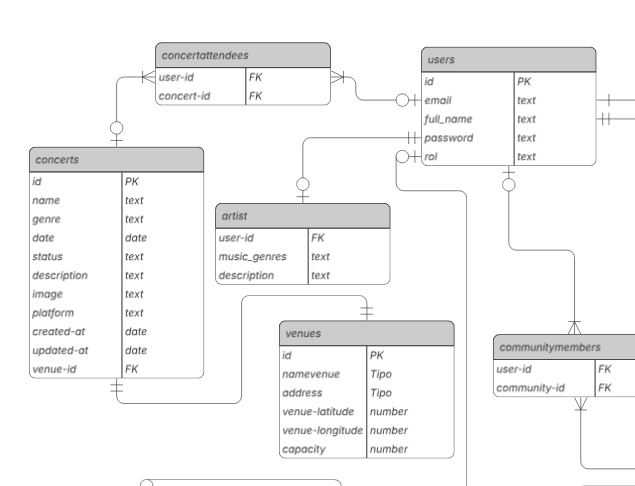 concertattendees
user-id FK
concert-id FK
users
id PK
email text
full_name text
password text
rol text
concerts
id PK
name text
genre text
date date
status text
description text
image text
platform text
created-at date
updated-at date
venue-id FK
artist
user-id FK
music_genres text
description text
venues
id PK
namevenue Tipo
address Tipo
venue-latitude number
venue-longitude number
capacity number
communitymembers
user-id FK
community-id FK